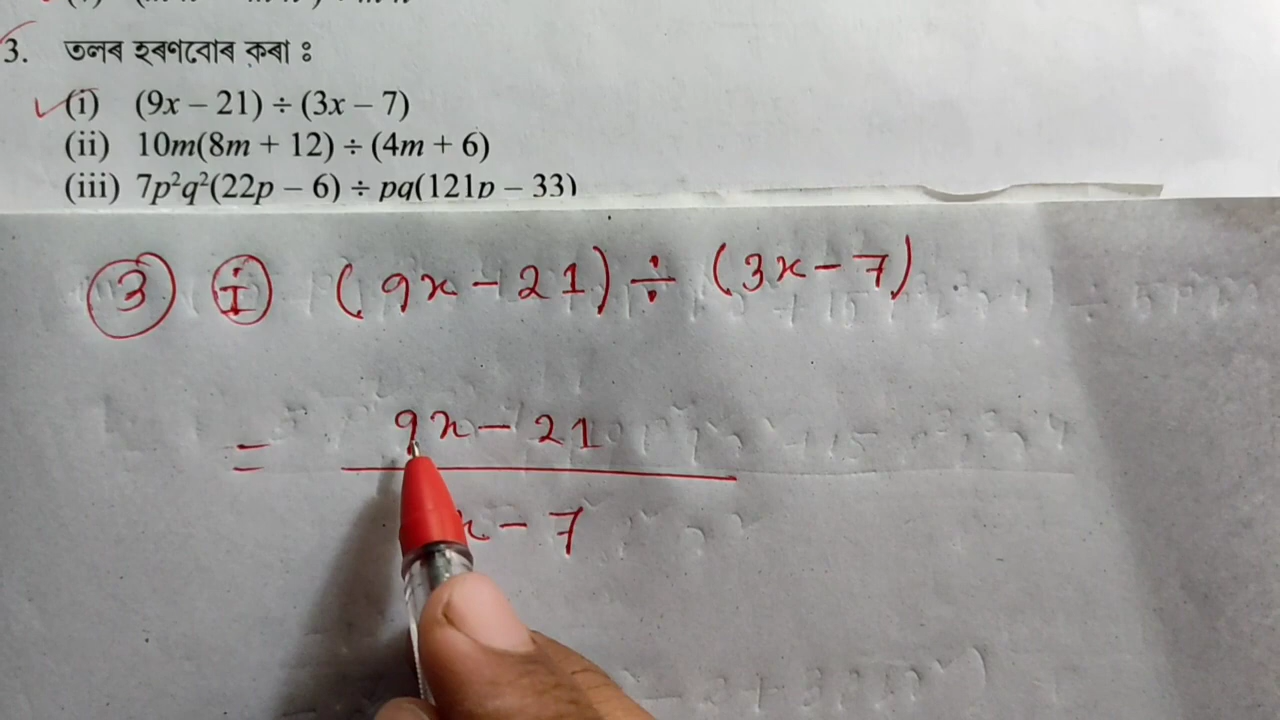 3. তলৰ হৰণবোৰ কৰা ঃ
(i) (9x – 21) ÷ (3x – 7)
(ii) 10m(8m + 12) ÷ (4m + 6)
(iii) 7p²q²(22p – 6) ÷ pq(121p – 33)
3 i (9x - 21) ÷ (3x - 7)
= 9x - 21
x - 7